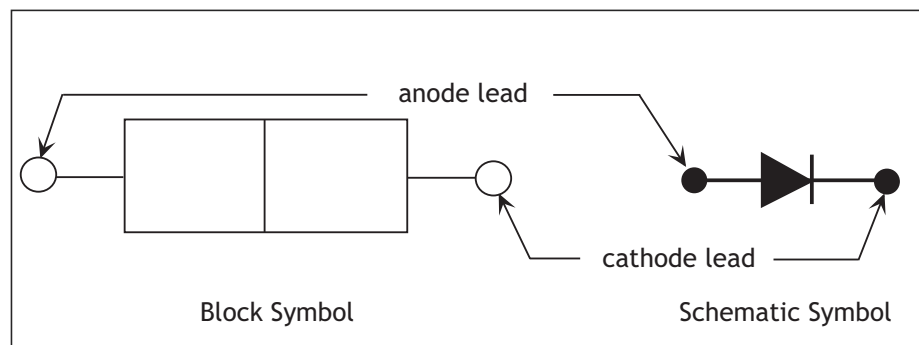 anode lead
cathode lead
Block Symbol
Schematic Symbol